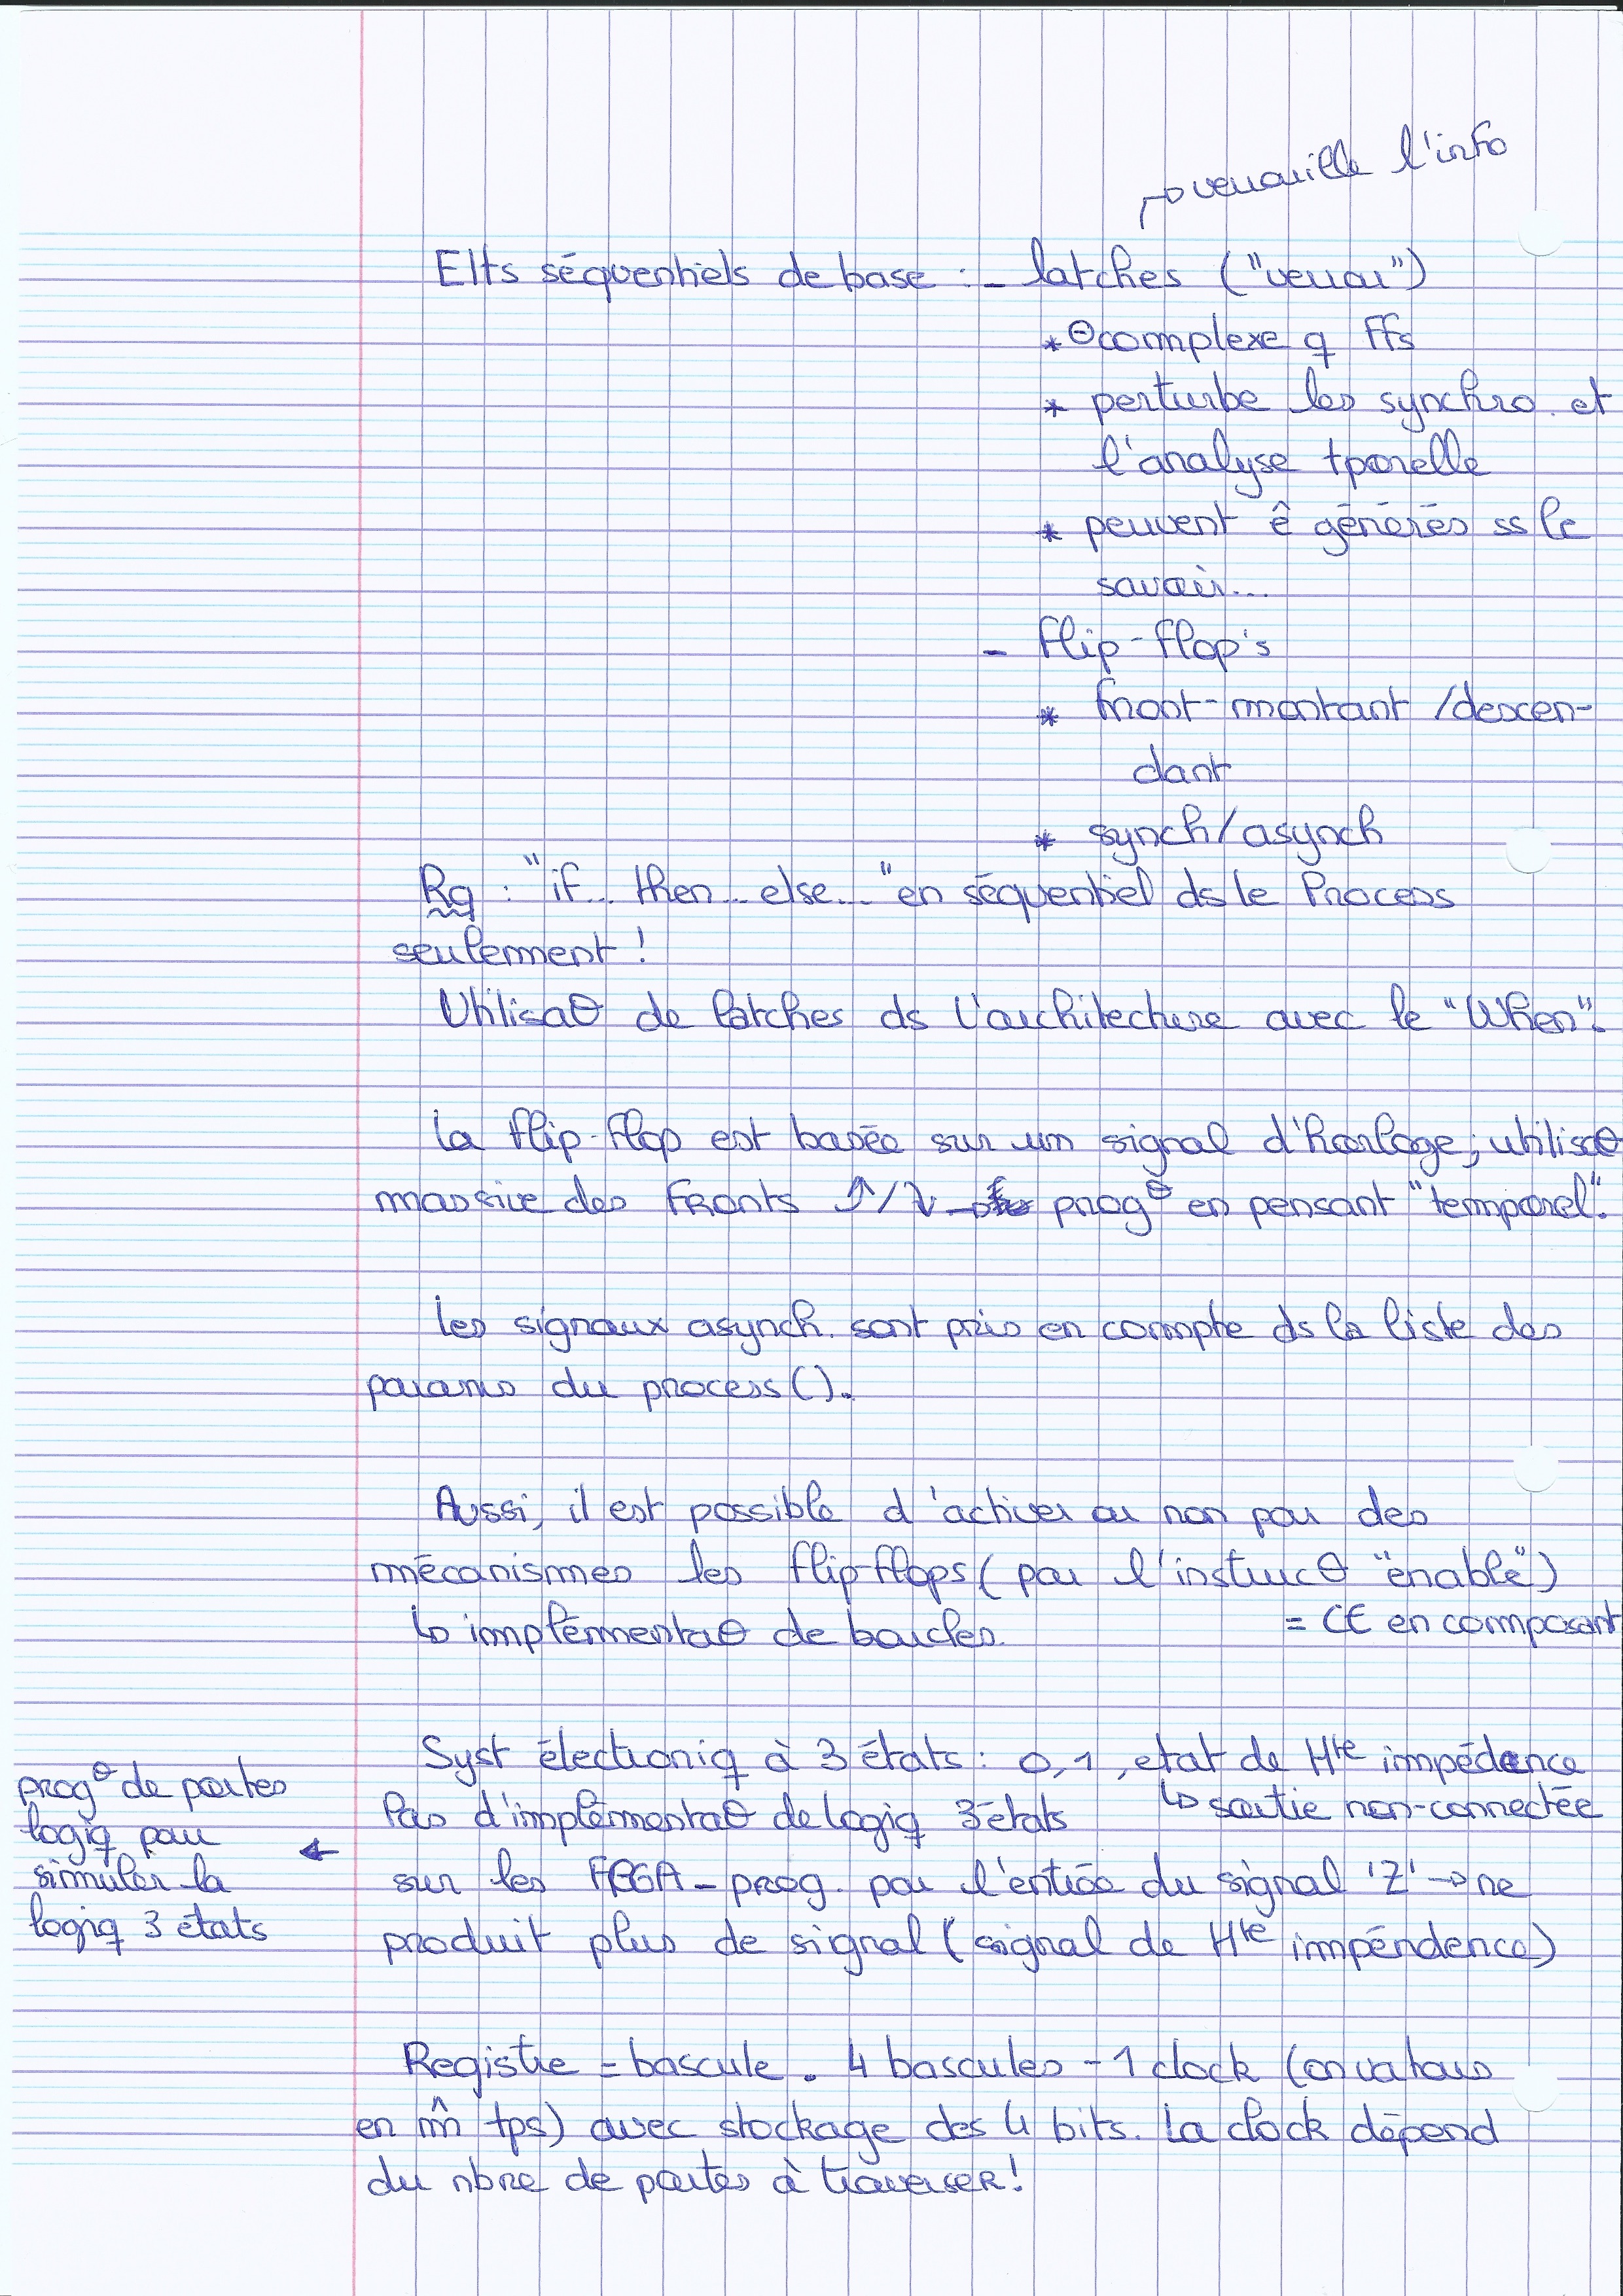 ↳ verrouille l'info
Elts séquentiels de base : - latches ("verrou")
* ⊖ complexe q FFs
* perturbe les synchro. et
l'analyse tporelle
* peuvent ê générés ss le
savoir...
- flip-flop's
* front-montant /descen-
dant
* synch/asynch
Rq : "if... then... else..." en séquentiel ds le Process
seulement !
Utilisaθ de latches ds l'architecture avec le "When".
La flip-flop est basée sur un signal d'horloge ; utilisaθ
massive des fronts ↑/↓ → progθ en pensant "temporel".
Les signaux asynch. sont pris en compte ds la liste des
params du process().
Aussi, il est possible d'activer ou non par des
mécanismes les flip-flops (par l'instrucθ "enable")
↳ implémentaθ de boucles. = CE en composant
Syst électroniq à 3 états : 0, 1, etat de Hte impédence
↳ sortie non-connectée
Pas d'implémentaθ de logiq 3 états
sur les FPGA - prog. par l'entrée du signal 'Z' → ne
produit plus de signal (signal de Hte impéndence)
progθ de portes
logiq pour ←
simuler la
logiq 3 états
Registre = bascule. 4 bascules - 1 clock (on va tous
en m̂ tps) avec stockage des 4 bits. La clock dépend
du nbre de portes à traverser !